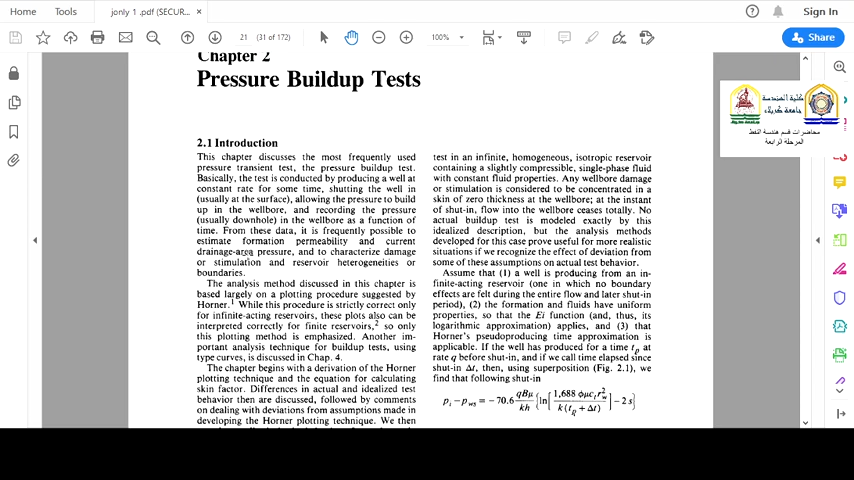 Home
Tools
jonly 1 .pdf (SECUR...
Sign In
21
(31 of 172)
100%
Share
Chapter 2
Pressure Buildup Tests
كلية الهندسة
جامعة كربلاء
محاضرات قسم هندسة النفط
المرحلة الرابعة
2.1 Introduction
This chapter discusses the most frequently used
pressure transient test, the pressure buildup test.
Basically, the test is conducted by producing a well at
constant rate for some time, shutting the well in
(usually at the surface), allowing the pressure to build
up in the wellbore, and recording the pressure
(usually downhole) in the wellbore as a function of
time. From these data, it is frequently possible to
estimate formation permeability and current
drainage-area pressure, and to characterize damage
or stimulation and reservoir heterogeneities or
boundaries.
The analysis method discussed in this chapter is
based largely on a plotting procedure suggested by
Horner.¹ While this procedure is strictly correct only
for infinite-acting reservoirs, these plots also can be
interpreted correctly for finite reservoirs,² so only
this plotting method is emphasized. Another im-
portant analysis technique for buildup tests, using
type curves, is discussed in Chap. 4.
The chapter begins with a derivation of the Horner
plotting technique and the equation for calculating
skin factor. Differences in actual and idealized test
behavior then are discussed, followed by comments
on dealing with deviations from assumptions made in
developing the Horner plotting technique. We then
test in an infinite, homogeneous, isotropic reservoir
containing a slightly compressible, single-phase fluid
with constant fluid properties. Any wellbore damage
or stimulation is considered to be concentrated in a
skin of zero thickness at the wellbore; at the instant
of shut-in, flow into the wellbore ceases totally. No
actual buildup test is modeled exactly by this
idealized description, but the analysis methods
developed for this case prove useful for more realistic
situations if we recognize the effect of deviation from
some of these assumptions on actual test behavior.
Assume that (1) a well is producing from an in-
finite-acting reservoir (one in which no boundary
effects are felt during the entire flow and later shut-in
period), (2) the formation and fluids have uniform
properties, so that the Ei function (and, thus, its
logarithmic approximation) applies, and (3) that
Horner's pseudoproducing time approximation is
applicable. If the well has produced for a time t_p at
rate q before shut-in, and if we call time elapsed since
shut-in Δt, then, using superposition (Fig. 2.1), we
find that following shut-in
p_i − p_ws = −70.6 qBμ/kh {ln[1,688 φμc_t r_w²/k(t_p + Δt)] − 2s}